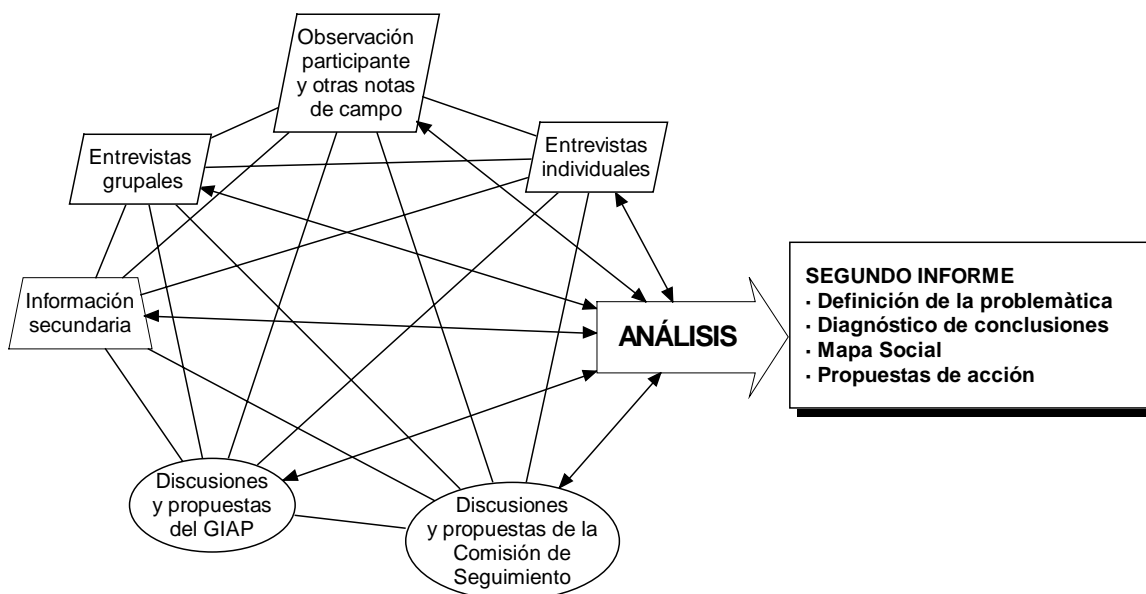 Observación
participante
y otras notas
de campo
Entrevistas
grupales
Entrevistas
individuales
Información
secundaria
ANÁLISIS
SEGUNDO INFORME
· Definición de la problemàtica
· Diagnóstico de conclusiones
· Mapa Social
· Propuestas de acción
Discusiones
y propuestas
del GIAP
Discusiones
y propuestas de la
Comisión de
Seguimiento